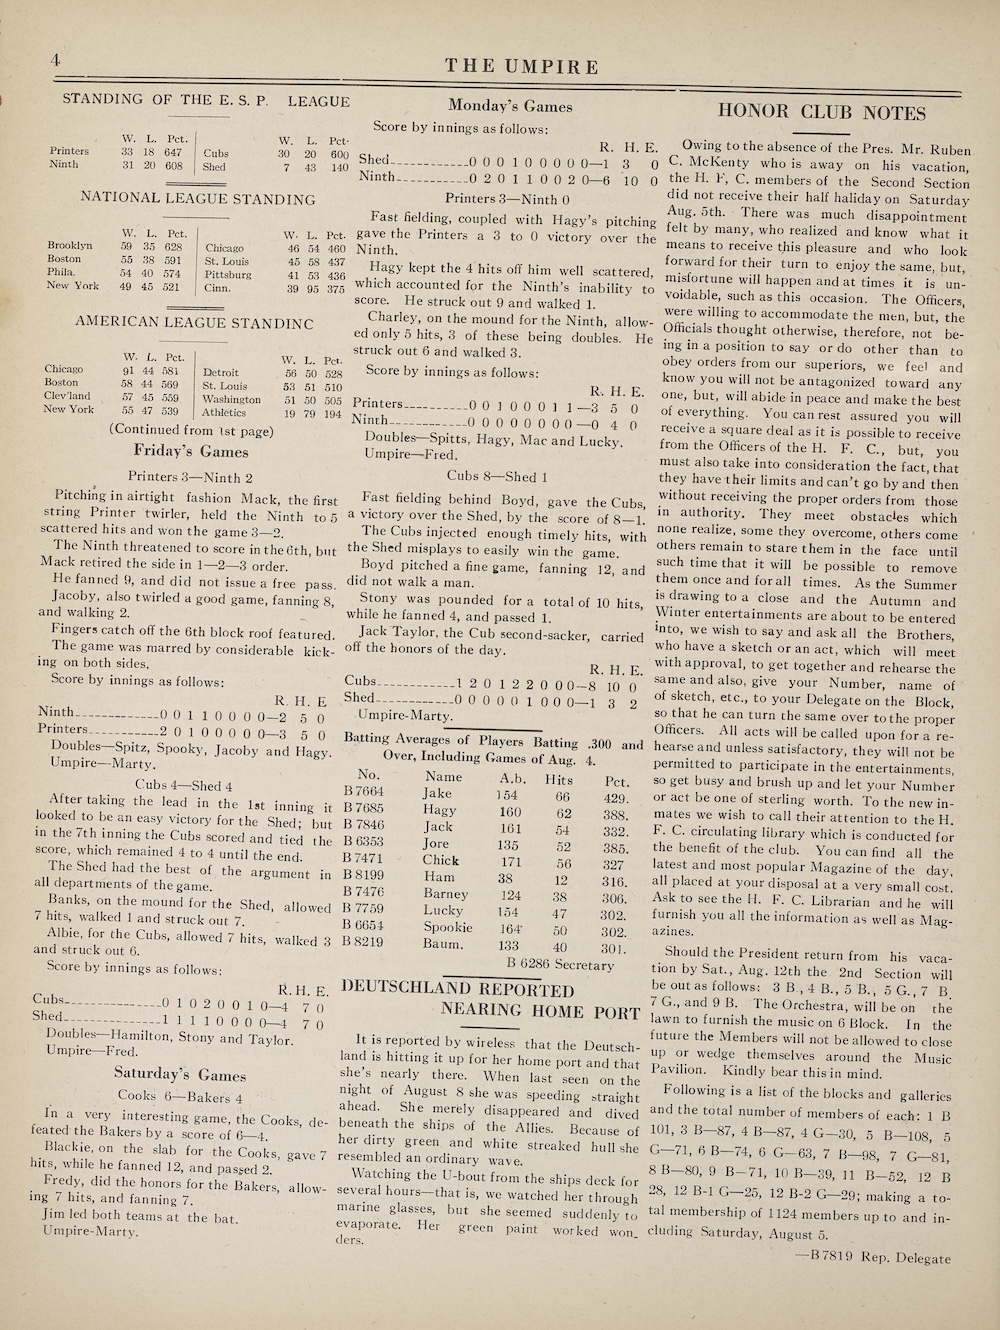 4
THE UMPIRE
STANDING OF THE E. S. P. LEAGUE
W. L. Pct. W. L. Pct.
Printers 33 18 647 Cubs 30 20 600
Ninth 31 20 608 Shed 7 43 140
NATIONAL LEAGUE STANDING
W. L. Pct. W. L. Pct.
Brooklyn 59 35 628 Chicago 46 54 460
Boston 55 38 591 St. Louis 45 58 437
Phila. 54 40 574 Pittsburg 41 53 436
New York 49 45 521 Cinn. 39 95 375
AMERICAN LEAGUE STANDINC
W. L. Pct. W. L. Pct.
Chicago 91 44 581 Detroit 56 50 528
Boston 58 44 569 St. Louis 53 51 510
Clev'land 57 45 559 Washington 51 50 505
New York 55 47 539 Athletics 19 79 194
(Continued from 1st page)
Friday's Games
Printers 3—Ninth 2
Pitching in airtight fashion Mack, the first
string Printer twirler, held the Ninth to 5
scattered hits and won the game 3—2.
The Ninth threatened to score in the 6th, but
Mack retired the side in 1—2—3 order.
He fanned 9, and did not issue a free pass.
Jacoby, also twirled a good game, fanning 8,
and walking 2.
Fingers catch off the 6th block roof featured.
The game was marred by considerable kick-
ing on both sides.
Score by innings as follows:
R. H. E
Ninth-------------0 0 1 1 0 0 0 0—2 5 0
Printers-----------2 0 1 0 0 0 0 0—3 5 0
Doubles—Spitz, Spooky, Jacoby and Hagy.
Umpire—Marty.
Cubs 4—Shed 4
After taking the lead in the 1st inning it
looked to be an easy victory for the Shed; but
in the 7th inning the Cubs scored and tied the
score, which remained 4 to 4 until the end.
The Shed had the best of the argument in
all departments of the game.
Banks, on the mound for the Shed, allowed
7 hits, walked 1 and struck out 7.
Albie, for the Cubs, allowed 7 hits, walked 3
and struck out 6.
Score by innings as follows:
R. H. E.
Cubs---------------0 1 0 2 0 0 1 0—4 7 0
Shed---------------1 1 1 1 0 0 0 0—4 7 0
Doubles—Hamilton, Stony and Taylor.
Umpire—Fred.
Saturday's Games
Cooks 6—Bakers 4
In a very interesting game, the Cooks, de-
feated the Bakers by a score of 6—4.
Blackie, on the slab for the Cooks, gave 7
hits, while he fanned 12, and passed 2.
Fredy, did the honors for the Bakers, allow-
ing 7 hits, and fanning 7.
Jim led both teams at the bat.
Umpire-Marty.
Monday's Games
Score by innings as follows:
R. H. E.
Shed------------0 0 0 1 0 0 0 0 0—1 3 0
Ninth-----------0 2 0 1 1 0 0 2 0—6 10 0
Printers 3—Ninth 0
Fast fielding, coupled with Hagy's pitching
gave the Printers a 3 to 0 victory over the
Ninth.
Hagy kept the 4 hits off him well scattered,
which accounted for the Ninth's inability to
score. He struck out 9 and walked 1.
Charley, on the mound for the Ninth, allow-
ed only 5 hits, 3 of these being doubles. He
struck out 6 and walked 3.
Score by innings as follows:
R. H. E.
Printers----------0 0 1 0 0 0 1 1 —3 5 0
Ninth------------0 0 0 0 0 0 0 0 —0 4 0
Doubles—Spitts, Hagy, Mac and Lucky.
Umpire—Fred.
Cubs 8—Shed 1
Fast fielding behind Boyd, gave the Cubs,
a victory over the Shed, by the score of 8—1.
The Cubs injected enough timely hits, with
the Shed misplays to easily win the game.
Boyd pitched a fine game, fanning 12, and
did not walk a man.
Stony was pounded for a total of 10 hits,
while he fanned 4, and passed 1.
Jack Taylor, the Cub second-sacker, carried
off the honors of the day.
R. H. E.
Cubs------------1 2 0 1 2 2 0 0 0—8 10 0
Shed------------0 0 0 0 0 1 0 0 0—1 3 2
Umpire-Marty.
Batting Averages of Players Batting .300 and
Over, Including Games of Aug. 4.
No. Name A.b. Hits Pct.
B 7664 Jake 154 66 429.
B 7685 Hagy 160 62 388.
B 7846 Jack 161 54 332.
B 6353 Jore 135 52 385.
B 7471 Chick 171 56 327
B 8199 Ham 38 12 316.
B 7476 Barney 124 38 306.
B 7759 Lucky 154 47 302.
B 6654 Spookie 164 50 302.
B 8219 Baum. 133 40 301.
B 6286 Secretary
DEUTSCHLAND REPORTED
NEARING HOME PORT
It is reported by wireless that the Deutsch-
land is hitting it up for her home port and that
she's nearly there. When last seen on the
night of August 8 she was speeding straight
ahead. She merely disappeared and dived
beneath the ships of the Allies. Because of
her dirty green and white streaked hull she
resembled an ordinary wave.
Watching the U-bout from the ships deck for
several hours—that is, we watched her through
marine glasses, but she seemed suddenly to
evaporate. Her green paint worked won-
ders.
HONOR CLUB NOTES
Owing to the absence of the Pres. Mr. Ruben
C. McKenty who is away on his vacation,
the H. F, C. members of the Second Section
did not receive their half haliday on Saturday
Aug. 5th. There was much disappointment
felt by many, who realized and know what it
means to receive this pleasure and who look
forward for their turn to enjoy the same, but,
misfortune will happen and at times it is un-
voidable, such as this occasion. The Officers,
were willing to accommodate the men, but, the
Officials thought otherwise, therefore, not be-
ing in a position to say or do other than to
obey orders from our superiors, we feel and
know you will not be antagonized toward any
one, but, will abide in peace and make the best
of everything. You can rest assured you will
receive a square deal as it is possible to receive
from the Officers of the H. F. C., but, you
must also take into consideration the fact, that
they have their limits and can't go by and then
without receiving the proper orders from those
in authority. They meet obstacles which
none realize, some they overcome, others come
others remain to stare them in the face until
such time that it will be possible to remove
them once and for all times. As the Summer
is drawing to a close and the Autumn and
Winter entertainments are about to be entered
into, we wish to say and ask all the Brothers,
who have a sketch or an act, which will meet
with approval, to get together and rehearse the
same and also, give your Number, name of
of sketch, etc., to your Delegate on the Block,
so that he can turn the same over to the proper
Officers. All acts will be called upon for a re-
hearse and unless satisfactory, they will not be
permitted to participate in the entertainments,
so get busy and brush up and let your Number
or act be one of sterling worth. To the new in-
mates we wish to call their attention to the H.
F. C. circulating library which is conducted for
the benefit of the club. You can find all the
latest and most popular Magazine of the day,
all placed at your disposal at a very small cost.
Ask to see the H. F. C. Librarian and he will
furnish you all the information as well as Mag-
azines.
Should the President return from his vaca-
tion by Sat., Aug. 12th the 2nd Section will
be out as follows: 3 B., 4 B., 5 B., 5 G., 7 B
7 G., and 9 B. The Orchestra, will be on the
lawn to furnish the music on 6 Block. In the
future the Members will not be allowed to close
up or wedge themselves around the Music
Pavilion. Kindly bear this in mind.
Following is a list of the blocks and galleries
and the total number of members of each: 1 B
101, 3 B—87, 4 B—87, 4 G—30, 5 B—108, 5
G—71, 6 B—74, 6 G—63, 7 B—98, 7 G—81,
8 B—80, 9 B—71, 10 B—39, 11 B—52, 12 B
28, 12 B-1 G—25, 12 B-2 G—29; making a to-
tal membership of 1124 members up to and in-
cluding Saturday, August 5.
—B 7819 Rep. Delegate